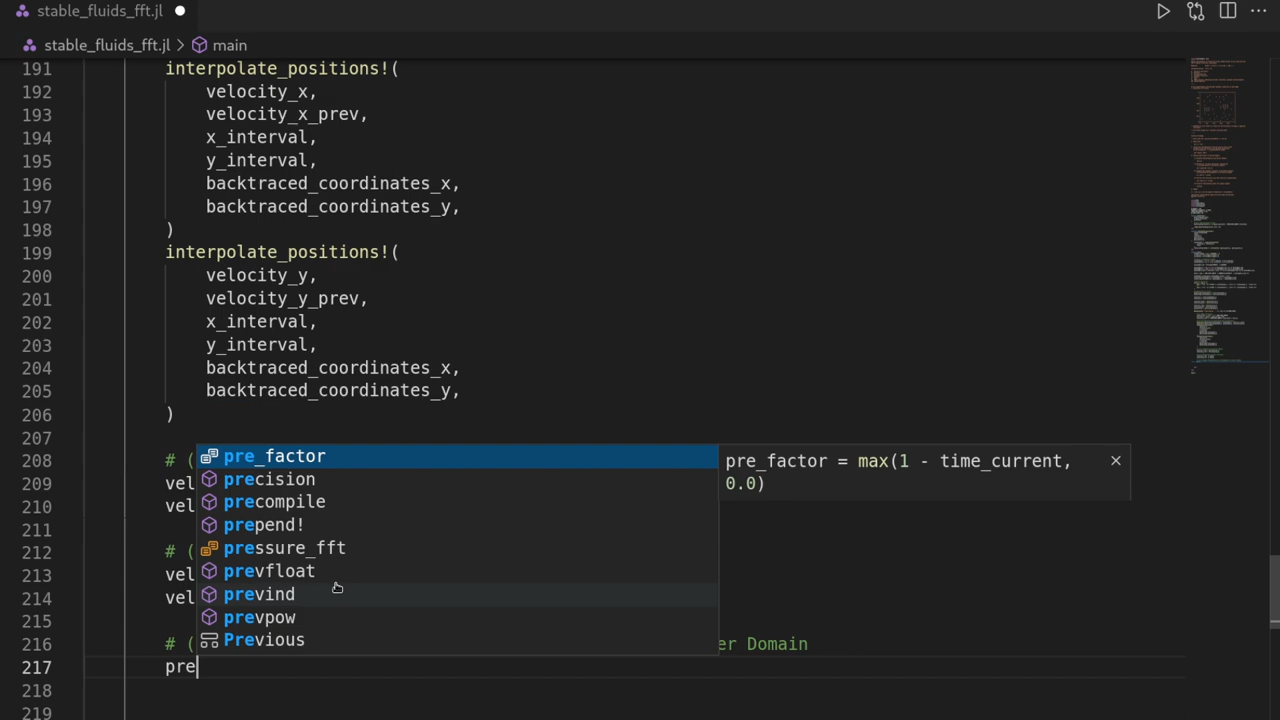 stable_fluids_fft.jl
stable_fluids_fft.jl > main
191 interpolate_positions!(
192 velocity_x,
193 velocity_x_prev,
194 x_interval,
195 y_interval,
196 backtraced_coordinates_x,
197 backtraced_coordinates_y,
198 )
199 interpolate_positions!(
200 velocity_y,
201 velocity_y_prev,
202 x_interval,
203 y_interval,
204 backtraced_coordinates_x,
205 backtraced_coordinates_y,
206 )
207
208 # (
209 vel
210 vel
211
212 # (
213 vel
214 vel
215
216 # ( er Domain
217 pre
218
219
pre_factor
precision
precompile
prepend!
pressure_fft
prevfloat
prevind
prevpow
Previous
pre_factor = max(1 - time_current,
0.0)